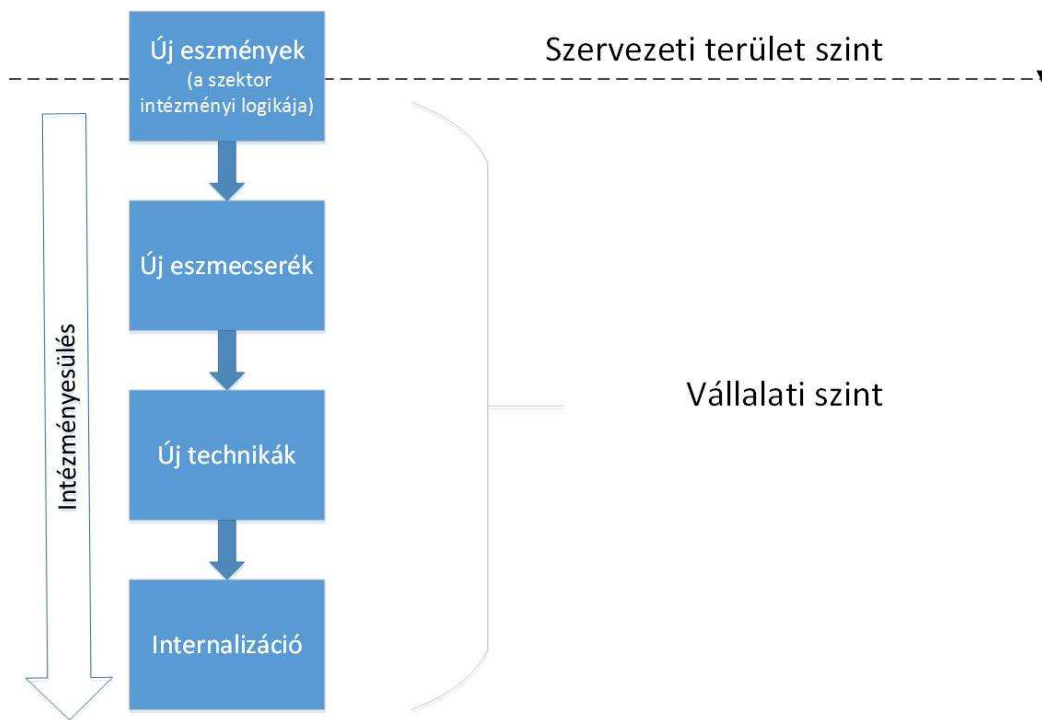 Új eszmények
(a szektor
intézményi logikája)
Szervezeti terület szint
Új eszmecserék
Új technikák
Internalizáció
Intézményesülés
Vállalati szint